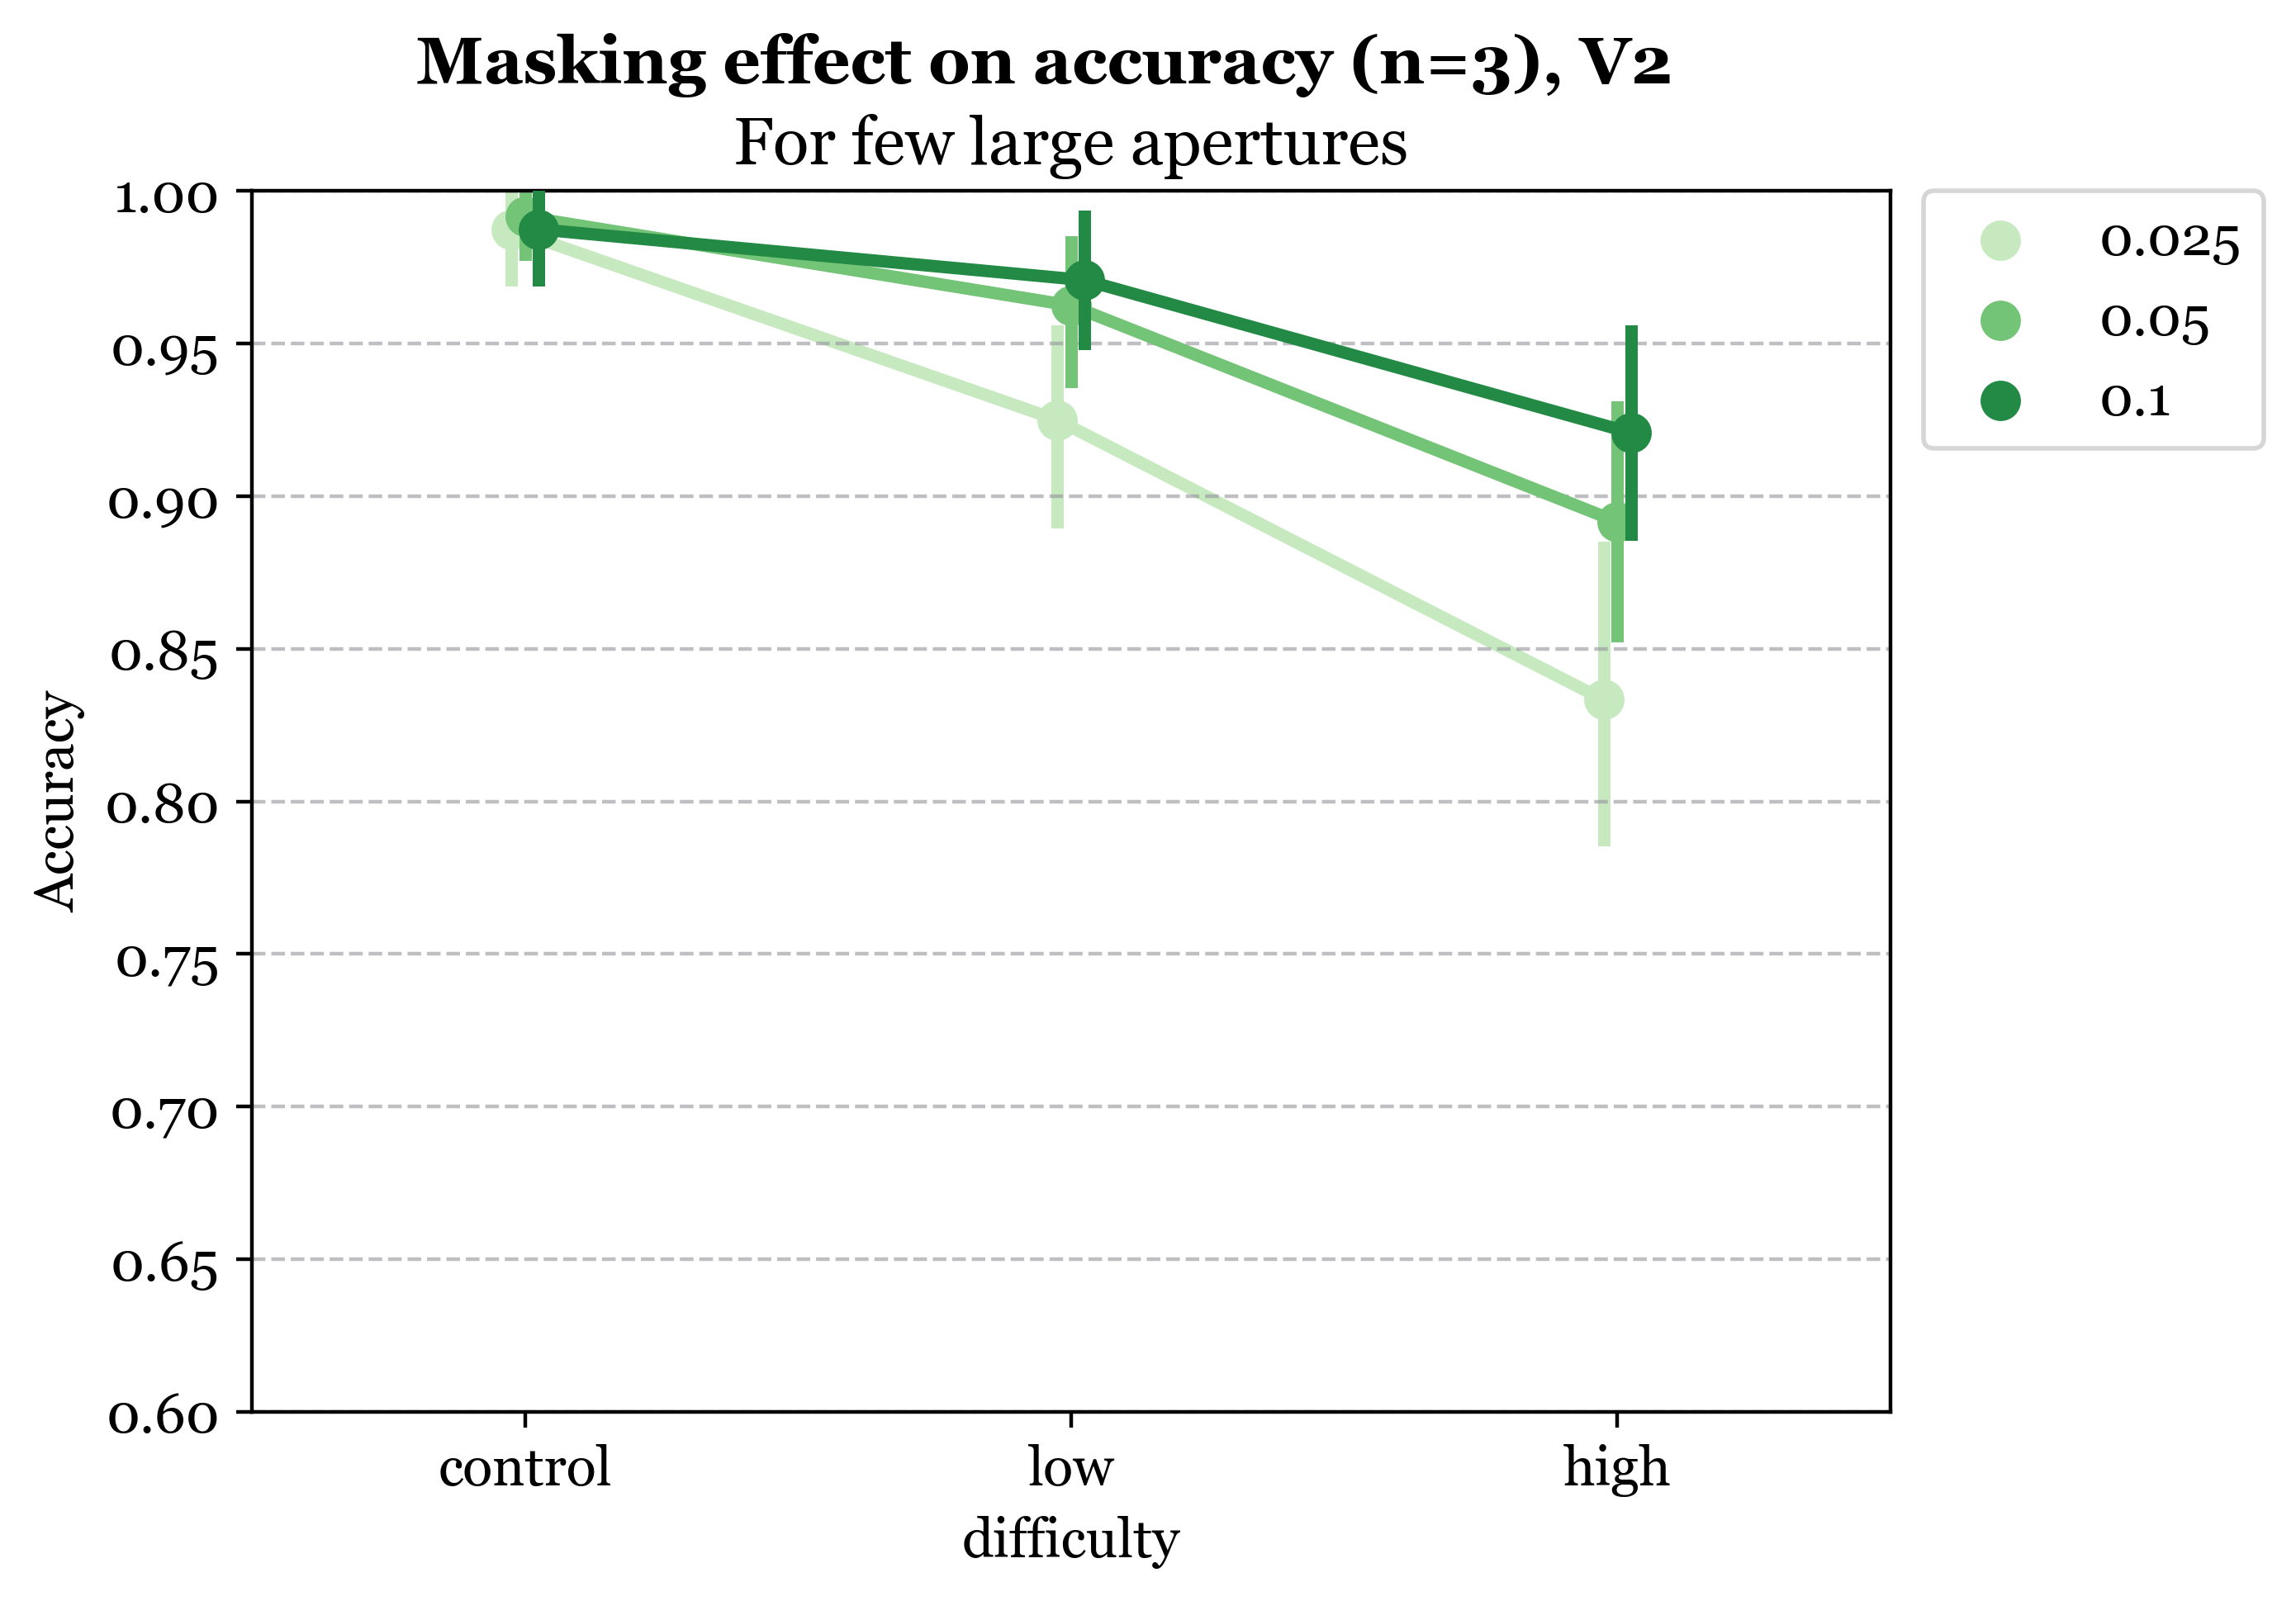 Masking effect on accuracy (n=3), V2
For few large apertures
1.00
0.95
0.90
0.85
0.80
0.75
0.70
0.65
0.60
Accuracy
control
low
high
difficulty
0.025
0.05
0.1